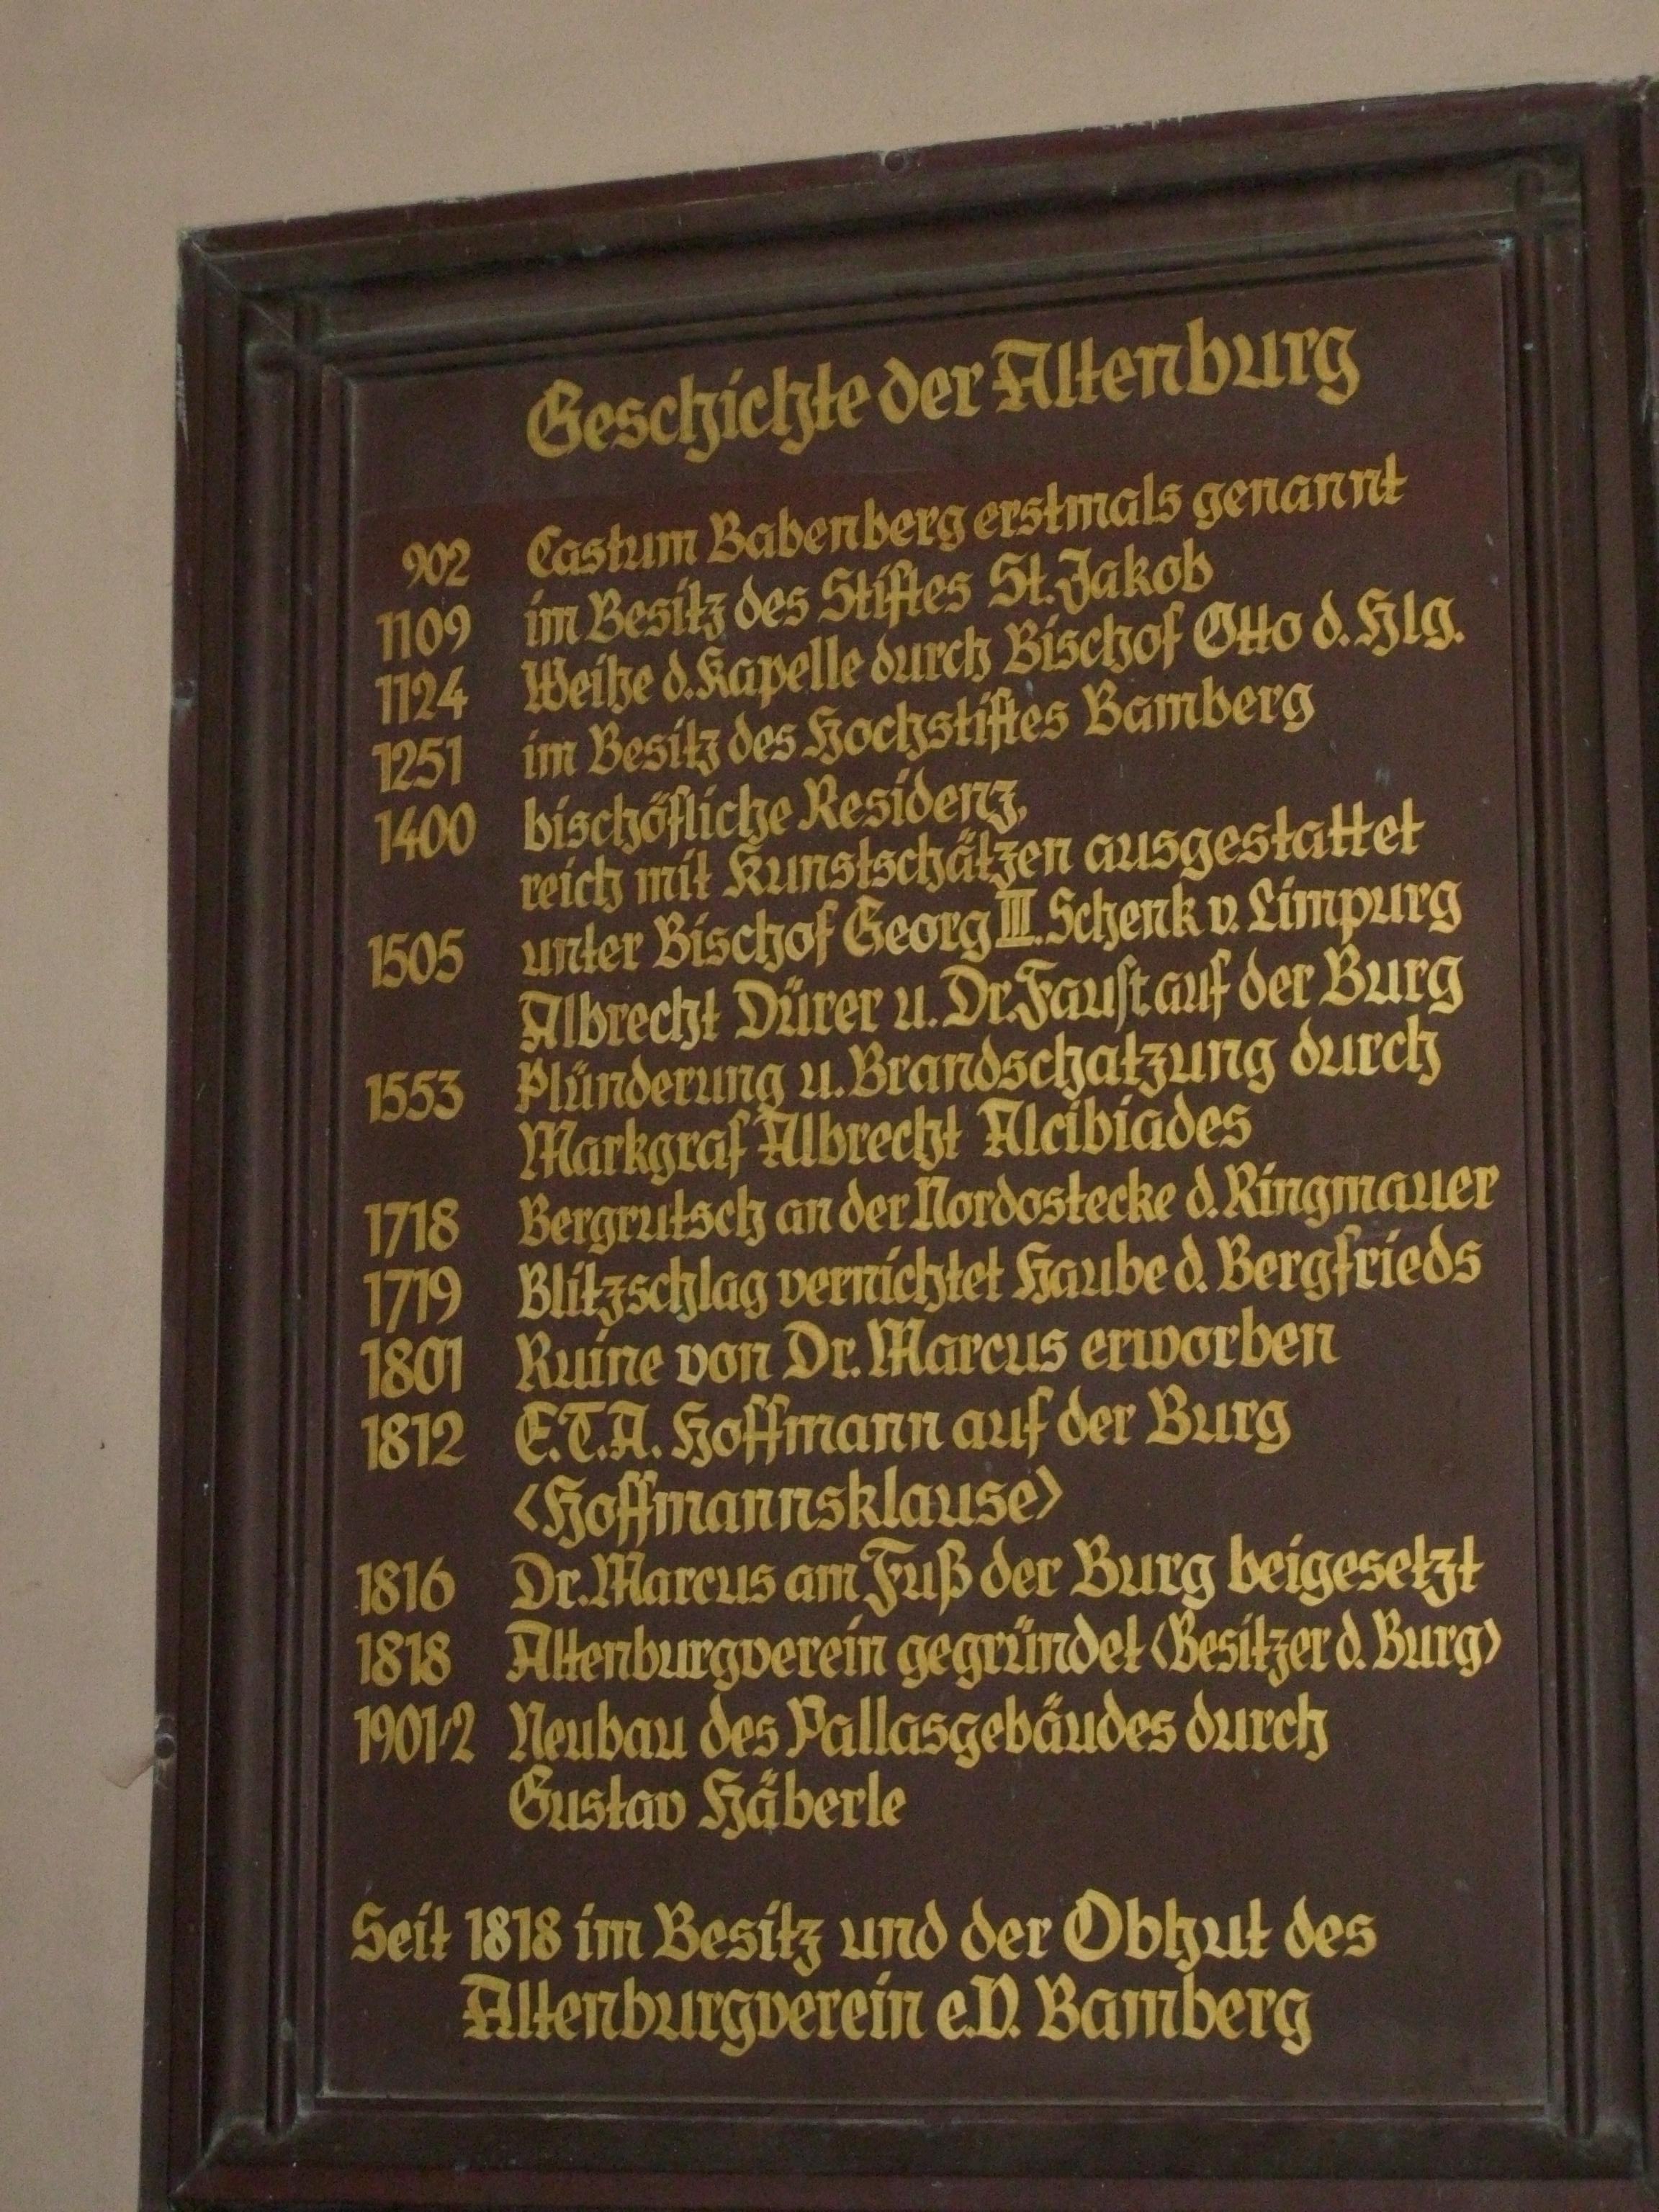 Geschichte der Altenburg
902 Castum Babenberg erstmals genannt
1109 im Besitz des Stiftes St. Jakob
1124 Weihe d. Kapelle durch Bischof Otto d. Hlg.
1251 im Besitz des Hochstiftes Bamberg
1400 bischöfliche Residenz,
reich mit Kunstschätzen ausgestattet
1505 unter Bischof Georg III. Schenk v. Limpurg
Albrecht Dürer u. Dr. Faust auf der Burg
1553 Plünderung u. Brandschatzung durch
Markgraf Albrecht Alcibiades
1718 Bergrutsch an der Nordostecke d. Ringmauer
1719 Blitzschlag vernichtet Haube d. Bergfrieds
1801 Ruine von Dr. Marcus erworben
1812 E.T.A. Hoffmann auf der Burg
<Hoffmannsklause>
1816 Dr. Marcus am Fuß der Burg beigesetzt
1818 Altenburgverein gegründet <Besitzer d. Burg>
1901/2 Neubau des Pallasgebäudes durch
Gustav Häberle
Seit 1818 im Besitz und der Obhut des
Altenburgverein e.V. Bamberg